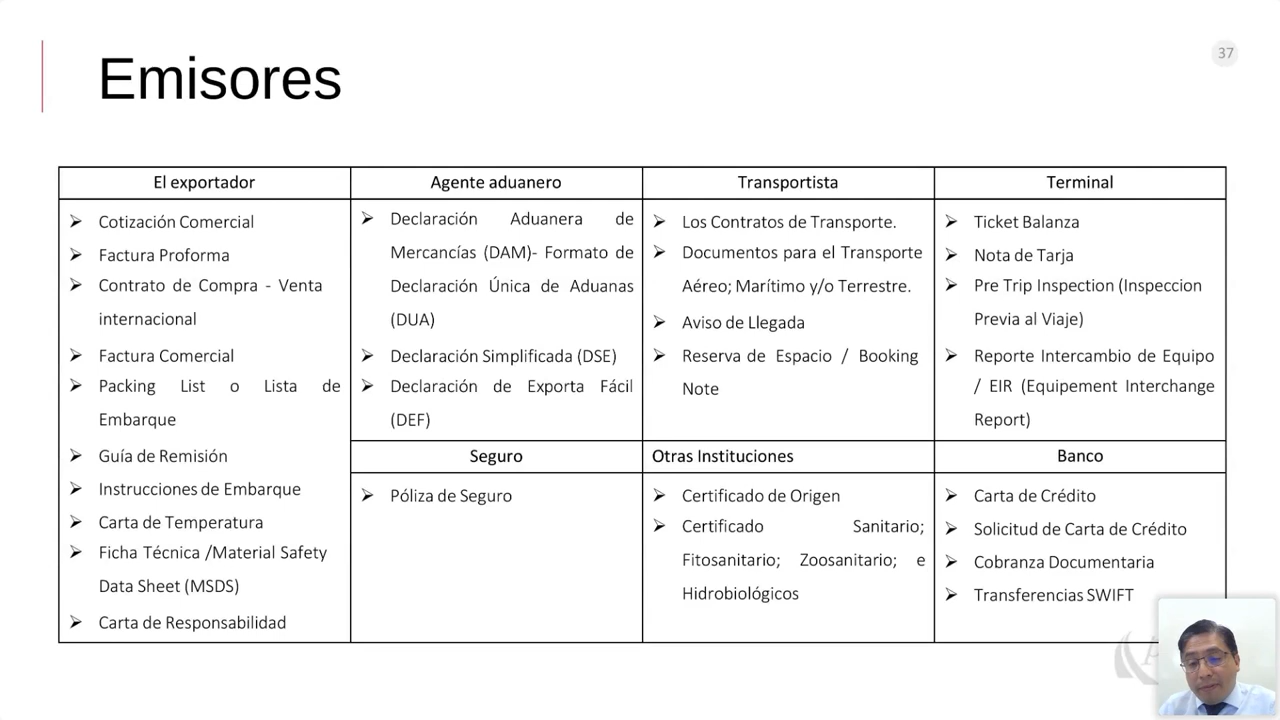 Emisores
37
El exportador
Cotización Comercial
Factura Proforma
Contrato de Compra - Venta
internacional
Factura Comercial
Packing List o Lista de
Embarque
Guía de Remisión
Instrucciones de Embarque
Carta de Temperatura
Ficha Técnica /Material Safety
Data Sheet (MSDS)
Carta de Responsabilidad
Agente aduanero
Declaración Aduanera de
Mercancías (DAM)- Formato de
Declaración Única de Aduanas
(DUA)
Declaración Simplificada (DSE)
Declaración de Exporta Fácil
(DEF)
Transportista
Los Contratos de Transporte.
Documentos para el Transporte
Aéreo; Marítimo y/o Terrestre.
Aviso de Llegada
Reserva de Espacio / Booking
Note
Terminal
Ticket Balanza
Nota de Tarja
Pre Trip Inspection (Inspeccion
Previa al Viaje)
Reporte Intercambio de Equipo
/ EIR (Equipement Interchange
Report)
Seguro
Póliza de Seguro
Otras Instituciones
Certificado de Origen
Certificado Sanitario;
Fitosanitario; Zoosanitario; e
Hidrobiológicos
Banco
Carta de Crédito
Solicitud de Carta de Crédito
Cobranza Documentaria
Transferencias SWIFT